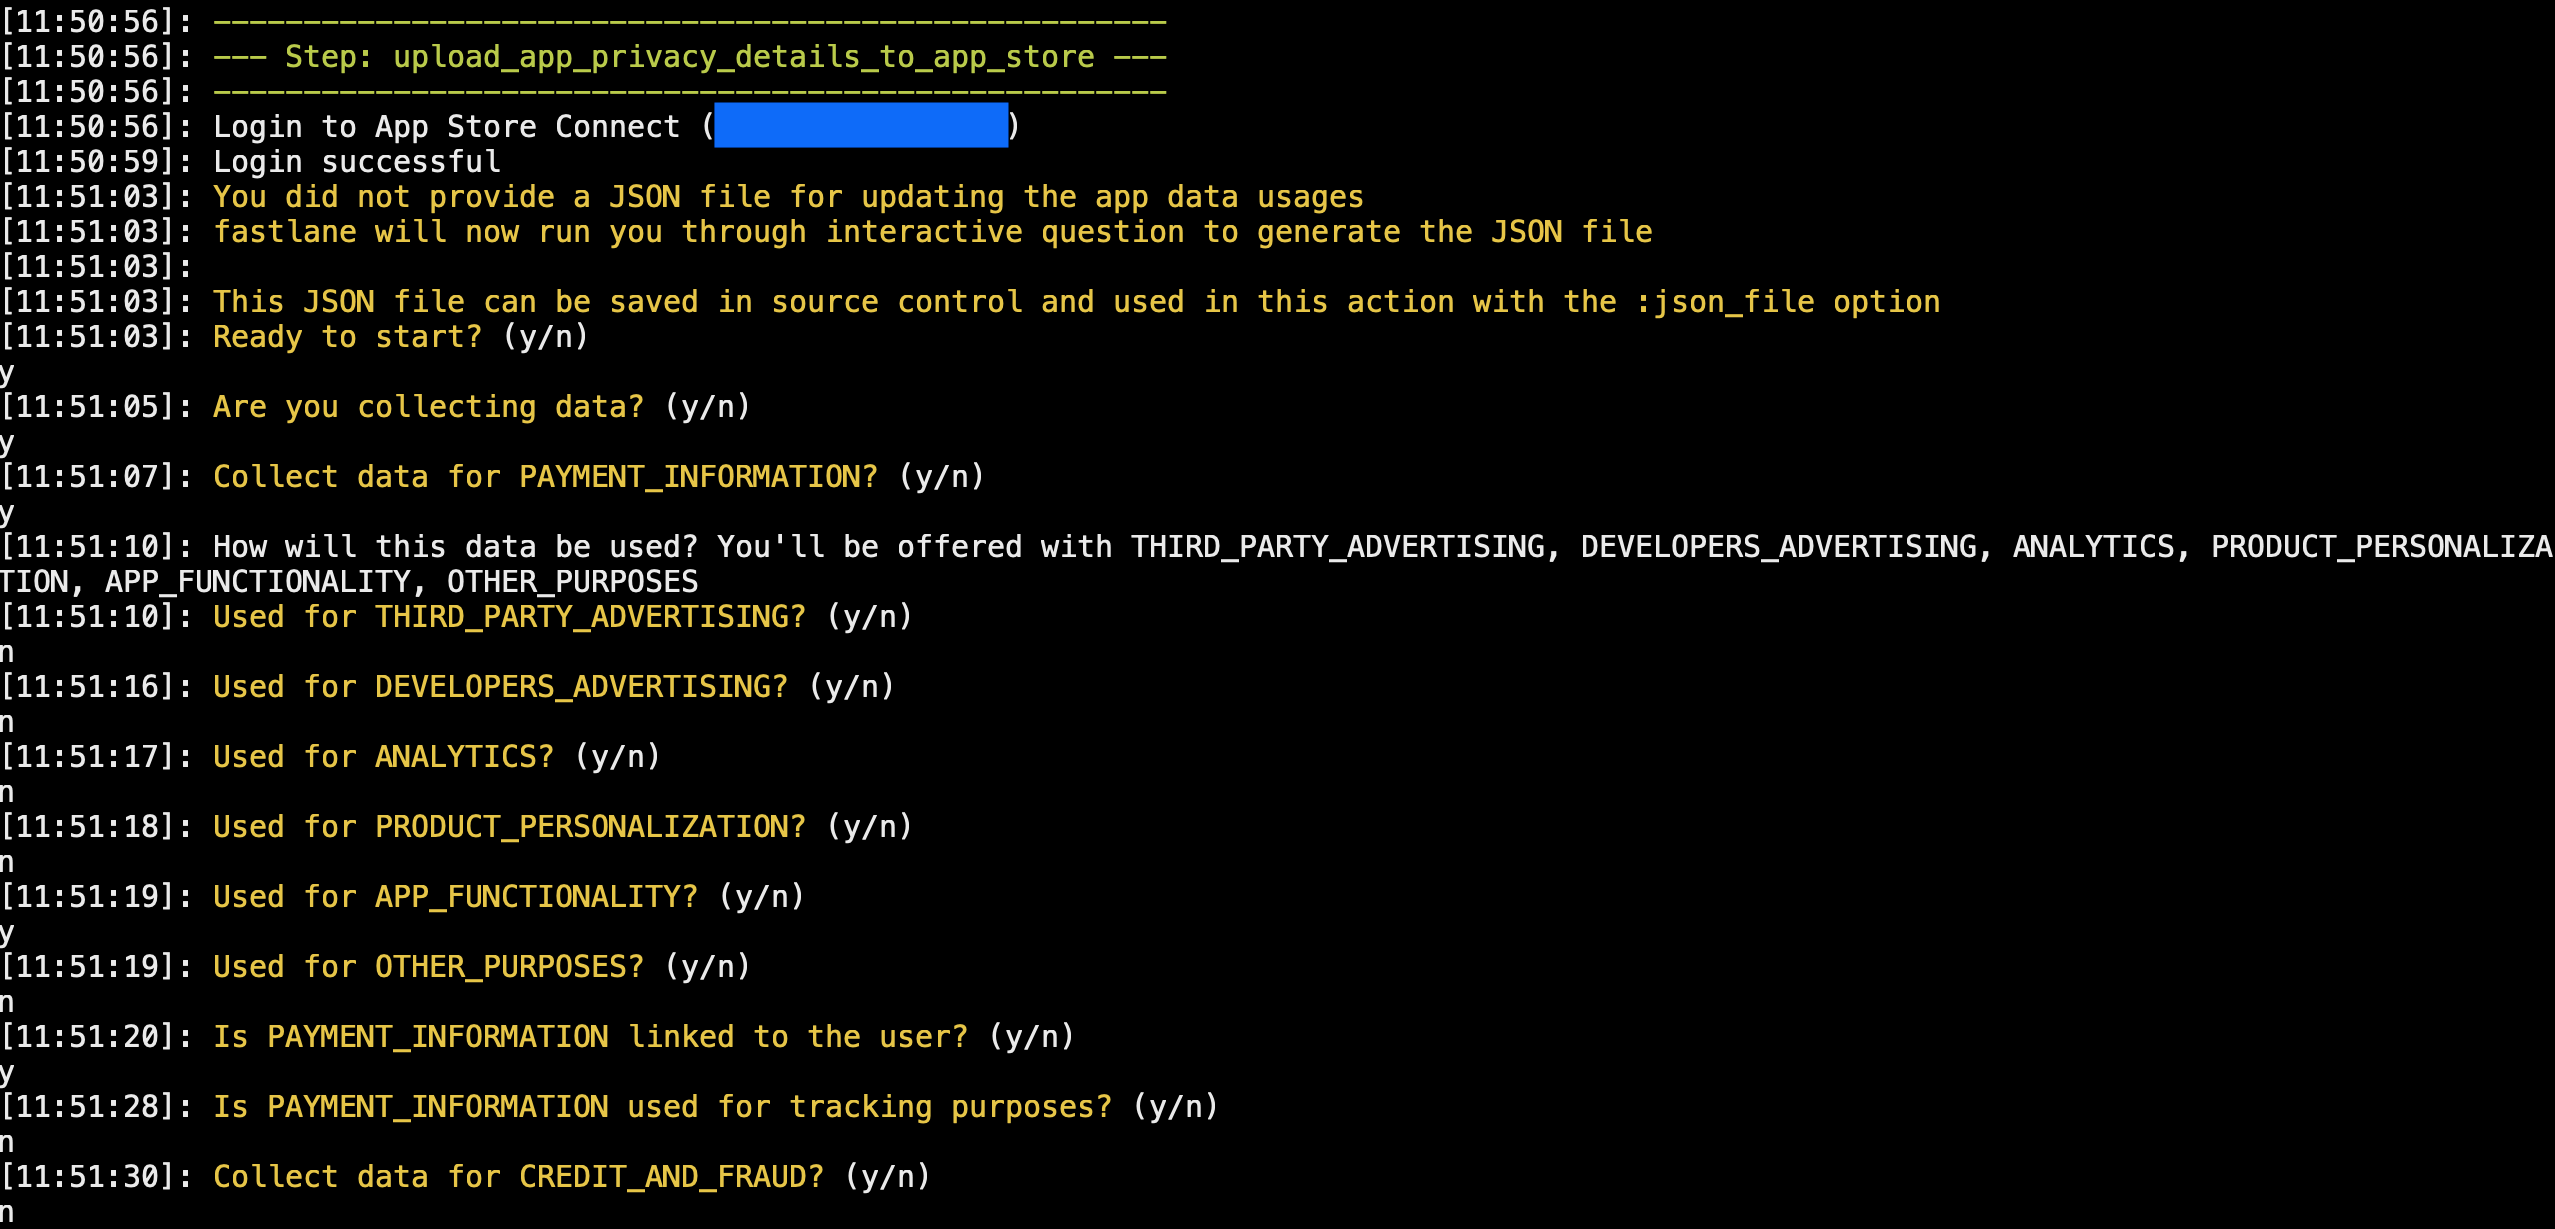 [11:50:56]: -----------------------------------------------------
[11:50:56]: --- Step: upload_app_privacy_details_to_app_store ---
[11:50:56]: -----------------------------------------------------
[11:50:56]: Login to App Store Connect ()
[11:50:59]: Login successful
[11:51:03]: You did not provide a JSON file for updating the app data usages
[11:51:03]: fastlane will now run you through interactive question to generate the JSON file
[11:51:03]:
[11:51:03]: This JSON file can be saved in source control and used in this action with the :json_file option
[11:51:03]: Ready to start? (y/n)
y
[11:51:05]: Are you collecting data? (y/n)
y
[11:51:07]: Collect data for PAYMENT_INFORMATION? (y/n)
y
[11:51:10]: How will this data be used? You'll be offered with THIRD_PARTY_ADVERTISING, DEVELOPERS_ADVERTISING, ANALYTICS, PRODUCT_PERSONALIZA
TION, APP_FUNCTIONALITY, OTHER_PURPOSES
[11:51:10]: Used for THIRD_PARTY_ADVERTISING? (y/n)
n
[11:51:16]: Used for DEVELOPERS_ADVERTISING? (y/n)
n
[11:51:17]: Used for ANALYTICS? (y/n)
n
[11:51:18]: Used for PRODUCT_PERSONALIZATION? (y/n)
n
[11:51:19]: Used for APP_FUNCTIONALITY? (y/n)
y
[11:51:19]: Used for OTHER_PURPOSES? (y/n)
n
[11:51:20]: Is PAYMENT_INFORMATION linked to the user? (y/n)
y
[11:51:28]: Is PAYMENT_INFORMATION used for tracking purposes? (y/n)
n
[11:51:30]: Collect data for CREDIT_AND_FRAUD? (y/n)
n